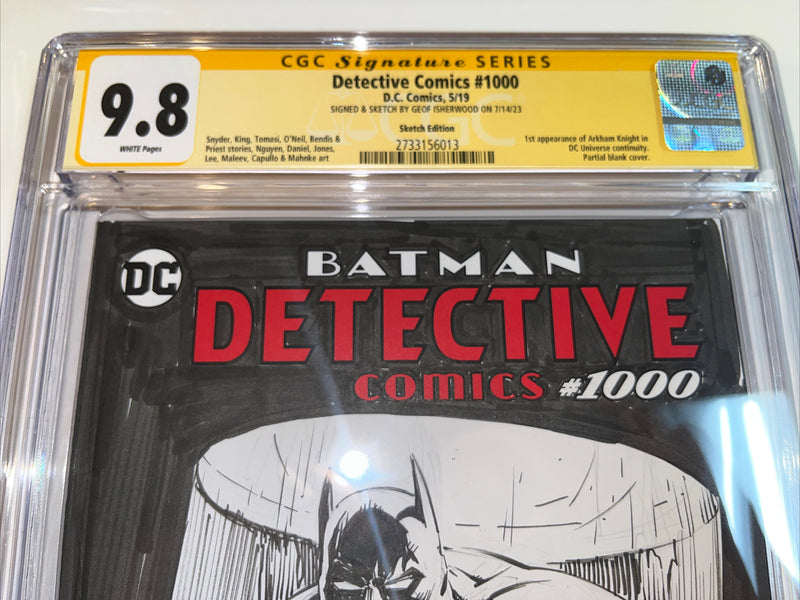 CGC Signature SERIES
Detective Comics #1000
D.C. Comics, 5/19
SIGNED & SKETCH BY GEOF ISHERWOOD ON 7/14/23
Sketch Edition
9.8
WHITE Pages
Snyder, King, Tomasi, O'Neil, Bendis &
Priest stories, Nguyen, Daniel, Jones,
Lee, Maleev, Capullo & Mahnke art
2733156013
1st appearance of Arkham Knight in
DC Universe continuity.
Partial blank cover.
DC
BATMAN
DETECTIVE
COMICS #1000